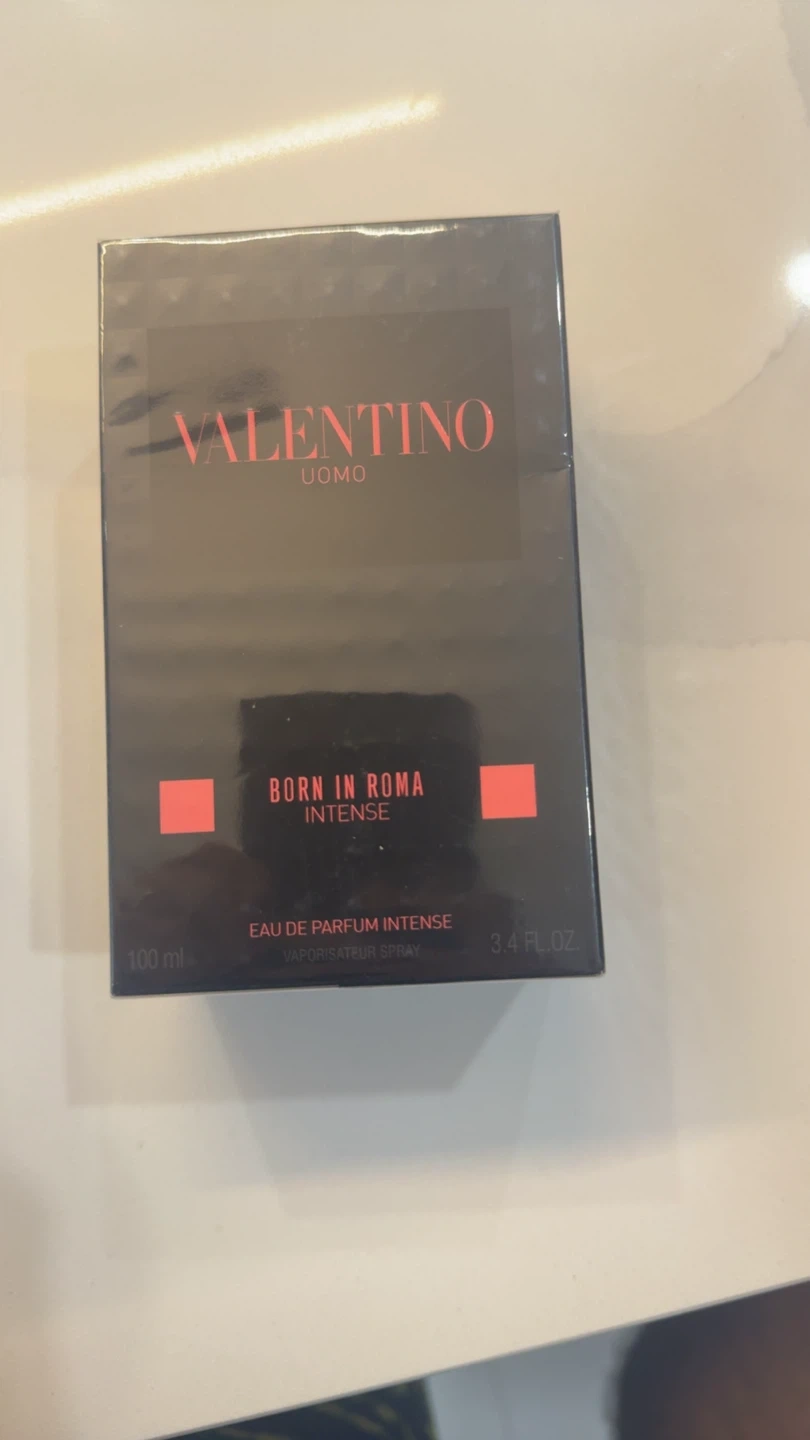 VALENTINO
UOMO
BORN IN ROMA
INTENSE
EAU DE PARFUM INTENSE
100 ml VAPORISATEUR SPRAY 3.4 FL.OZ.